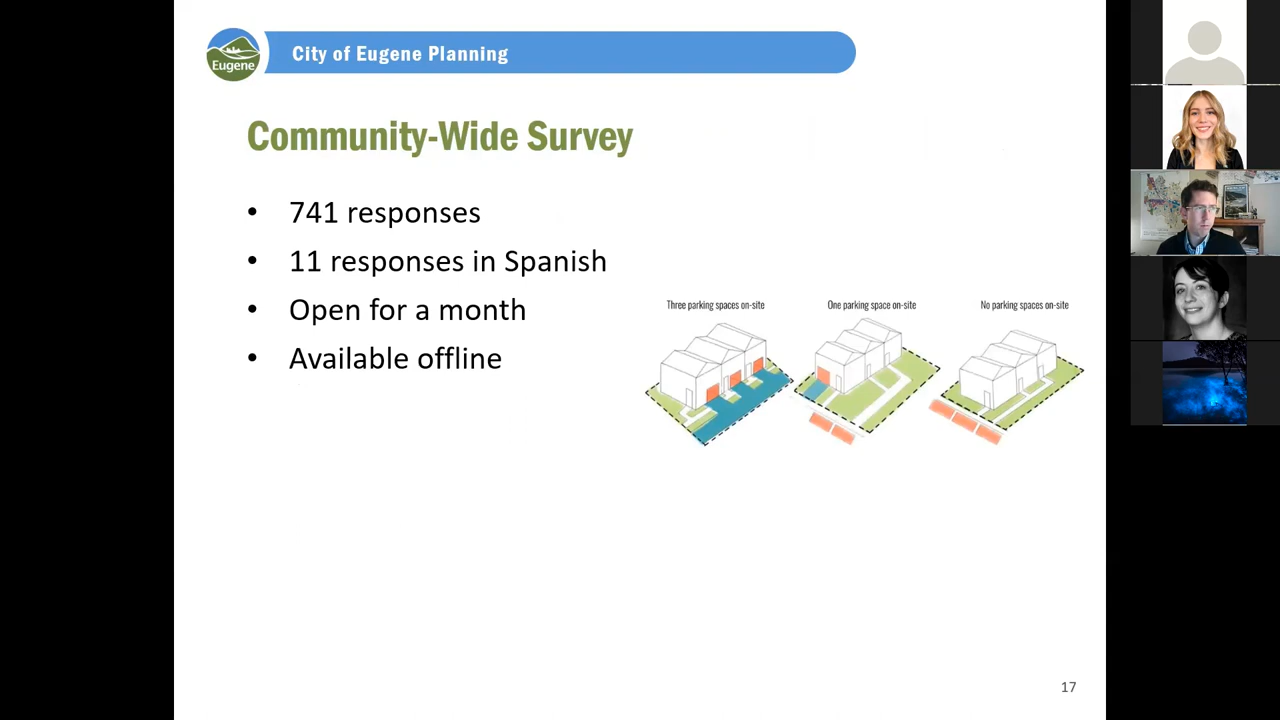 Eugene
City of Eugene Planning
Community-Wide Survey
• 741 responses
• 11 responses in Spanish
• Open for a month
• Available offline
Three parking spaces on-site
One parking space on-site
No parking spaces on-site
17